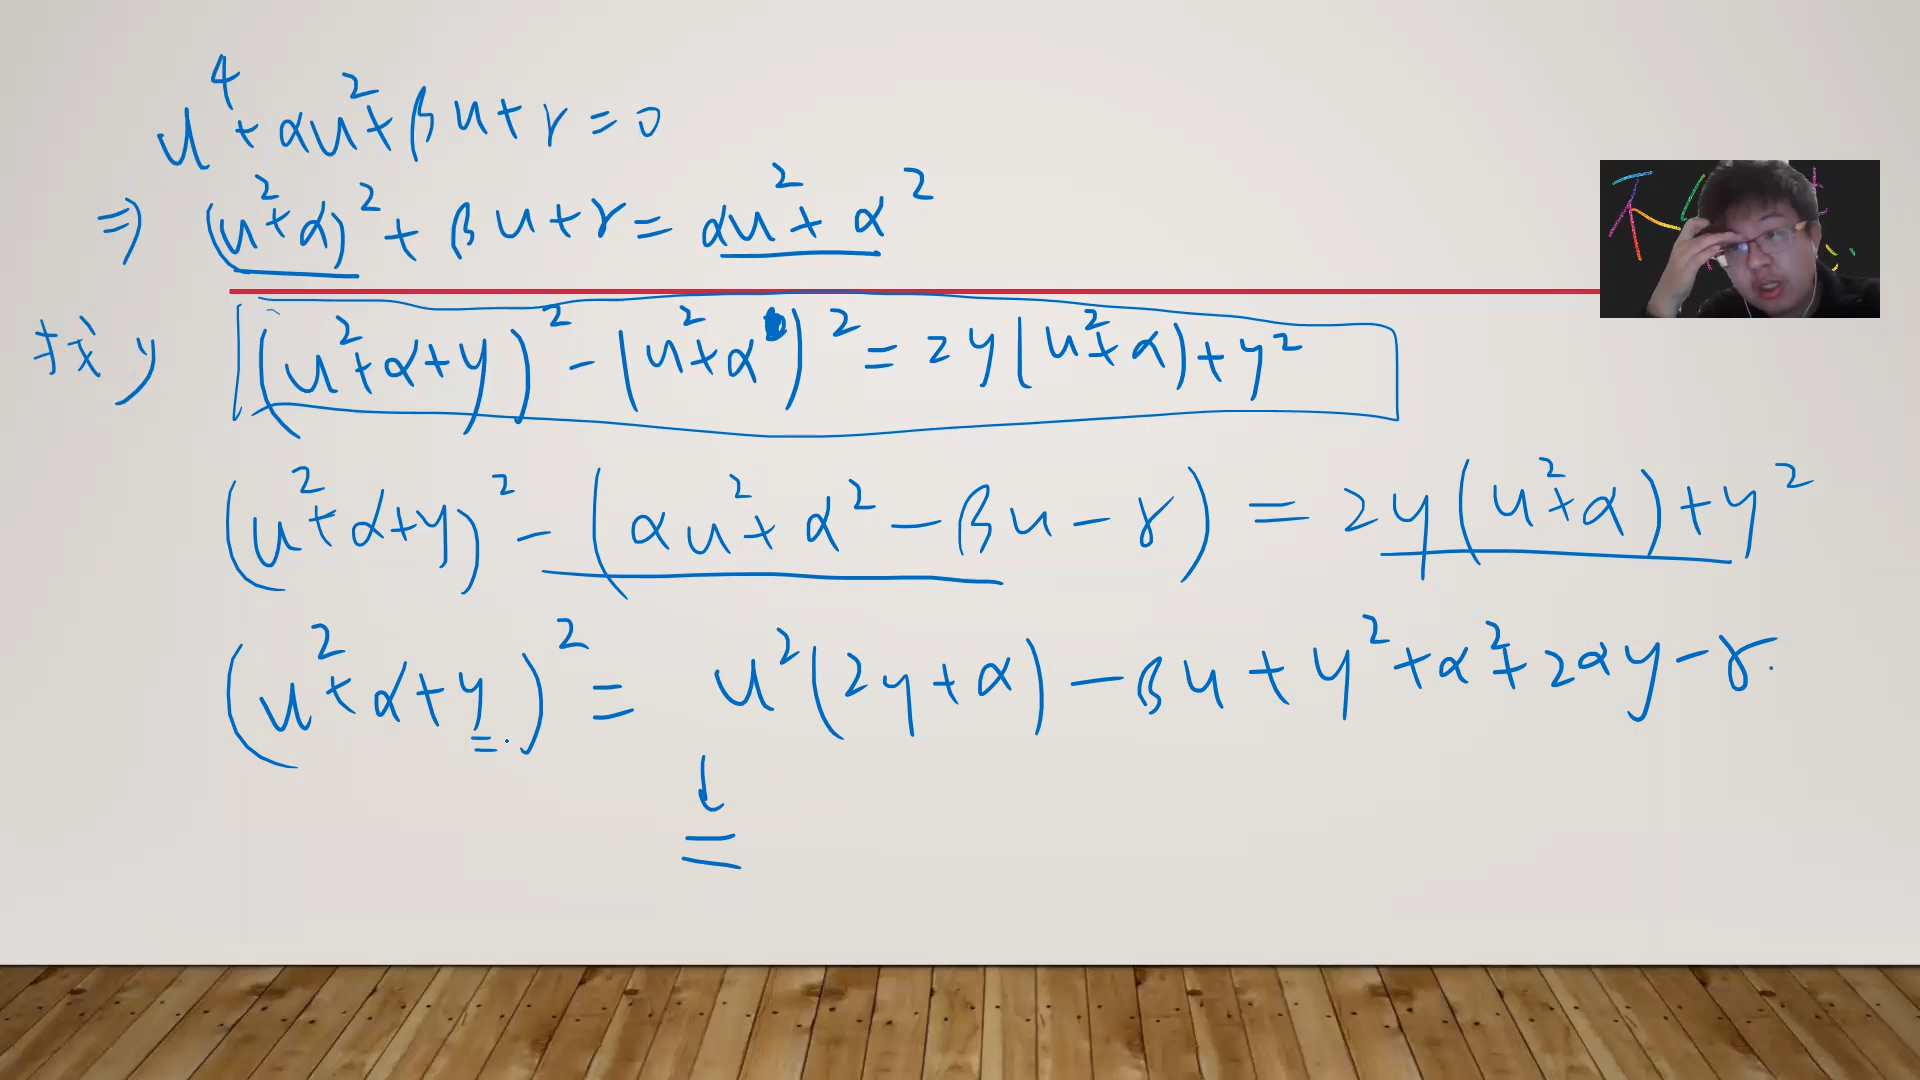 u⁴+αu²+βu+r=0
⇒ (u²+α)²+βu+γ=αu²+α²
找 y (u²+α+y)²-(u²+α)²=2y(u²+α)+y²
(u²+α+y)²-(αu²+α²-βu-γ)=2y(u²+α)+y²
(u²+α+y)²=u²(2y+α)-βu+y²+α²+2αy-γ.